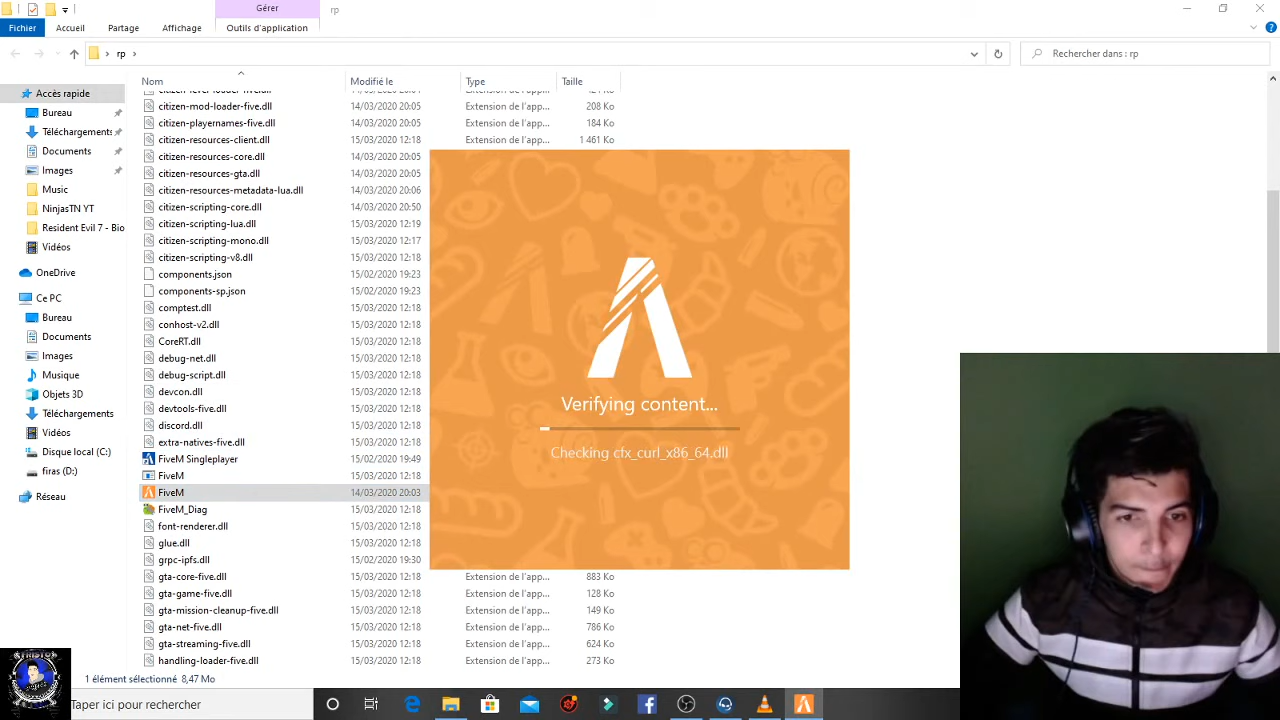 Gérer
rp
Fichier
Accueil
Partage
Affichage
Outils d'application
rp
Rechercher dans : rp
Nom
Modifié le
Type
Taille
Accès rapide
Bureau
Téléchargements
Documents
Images
Music
NinjasTN YT
Resident Evil 7 - Bio
Vidéos
OneDrive
Ce PC
Bureau
Documents
Images
Musique
Objets 3D
Téléchargements
Vidéos
Disque local (C:)
firas (D:)
Réseau
citizen-mod-loader-five.dll 14/03/2020 20:05 Extension de l'app... 208 Ko
citizen-playernames-five.dll 14/03/2020 20:05 Extension de l'app... 184 Ko
citizen-resources-client.dll 15/03/2020 12:18 Extension de l'app... 1 461 Ko
citizen-resources-core.dll 14/03/2020 20:05
citizen-resources-gta.dll 14/03/2020 20:05
citizen-resources-metadata-lua.dll 14/03/2020 20:06
citizen-scripting-core.dll 14/03/2020 20:50
citizen-scripting-lua.dll 15/03/2020 12:19
citizen-scripting-mono.dll 15/03/2020 12:17
citizen-scripting-v8.dll 15/03/2020 12:18
components.json 15/02/2020 19:23
components-sp.json 15/02/2020 19:23
comptest.dll 15/03/2020 12:18
conhost-v2.dll 15/03/2020 12:18
CoreRT.dll 15/03/2020 12:18
debug-net.dll 15/03/2020 12:18
debug-script.dll 15/03/2020 12:18
devcon.dll 15/03/2020 12:18
devtools-five.dll 15/03/2020 12:18
discord.dll 15/03/2020 12:18
extra-natives-five.dll 15/03/2020 12:18
FiveM Singleplayer 15/02/2020 19:49
FiveM 15/03/2020 12:18
FiveM 14/03/2020 20:03
FiveM_Diag 15/03/2020 12:18
font-renderer.dll 15/03/2020 12:18
glue.dll 15/03/2020 12:18
grpc-ipfs.dll 15/02/2020 19:30
gta-core-five.dll 15/03/2020 12:18 Extension de l'app... 883 Ko
gta-game-five.dll 15/03/2020 12:18 Extension de l'app... 128 Ko
gta-mission-cleanup-five.dll 15/03/2020 12:18 Extension de l'app... 149 Ko
gta-net-five.dll 15/03/2020 12:18 Extension de l'app... 786 Ko
gta-streaming-five.dll 15/03/2020 12:18 Extension de l'app... 624 Ko
handling-loader-five.dll 15/03/2020 12:18 Extension de l'app... 273 Ko
Verifying content...
Checking cfx_curl_x86_64.dll
1 élément sélectionné 8,47 Mo
Taper ici pour rechercher